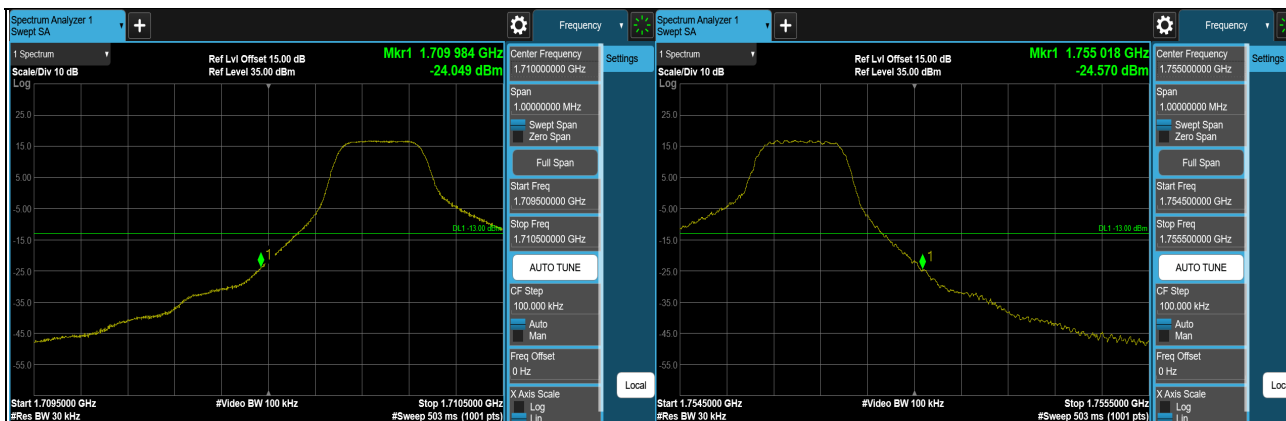 Spectrum Analyzer 1
Swept SA
+
Frequency
1 Spectrum
Scale/Div 10 dB
Log
Ref Lvl Offset 15.00 dB
Ref Level 35.00 dBm
Mkr1 1.709 984 GHz
-24.049 dBm
25.0
15.0
5.00
-5.00
-15.0
-25.0
-35.0
-45.0
-55.0
DL1 -13.00 dBm
1
Start 1.7095000 GHz
#Res BW 30 kHz
#Video BW 100 kHz
Stop 1.7105000 GHz
#Sweep 503 ms (1001 pts)
Center Frequency
1.710000000 GHz
Span
1.00000000 MHz
Swept Span
Zero Span
Full Span
Start Freq
1.709500000 GHz
Stop Freq
1.710500000 GHz
AUTO TUNE
CF Step
100.000 kHz
Auto
Man
Freq Offset
0 Hz
X Axis Scale
Log
Lin
Settings
Local
Spectrum Analyzer 1
Swept SA
+
Frequency
1 Spectrum
Scale/Div 10 dB
Log
Ref Lvl Offset 15.00 dB
Ref Level 35.00 dBm
Mkr1 1.755 018 GHz
-24.570 dBm
25.0
15.0
5.00
-5.00
-15.0
-25.0
-35.0
-45.0
-55.0
DL1 -13.00 dBm
1
Start 1.7545000 GHz
#Res BW 30 kHz
#Video BW 100 kHz
Stop 1.7555000 GHz
#Sweep 503 ms (1001 pts)
Center Frequency
1.755000000 GHz
Span
1.00000000 MHz
Swept Span
Zero Span
Full Span
Start Freq
1.754500000 GHz
Stop Freq
1.755500000 GHz
AUTO TUNE
CF Step
100.000 kHz
Auto
Man
Freq Offset
0 Hz
X Axis Scale
Log
Lin
Settings
Loc